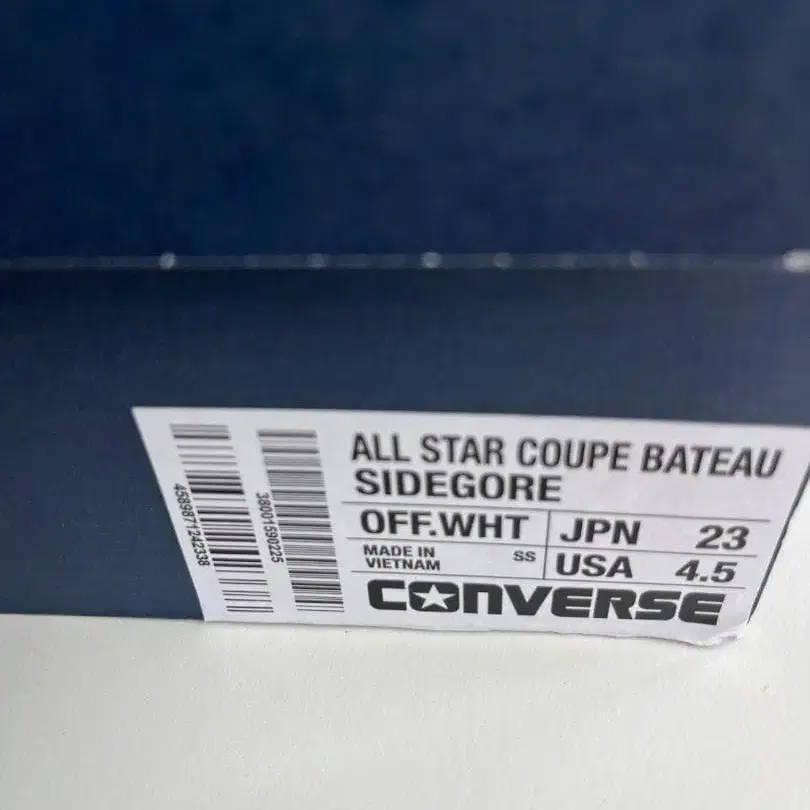 4589871242338
38001590225
ALL STAR COUPE BATEAU
SIDEGORE
OFF.WHT
JPN 23
MADE IN
VIETNAM
SS
USA 4.5
CONVERSE